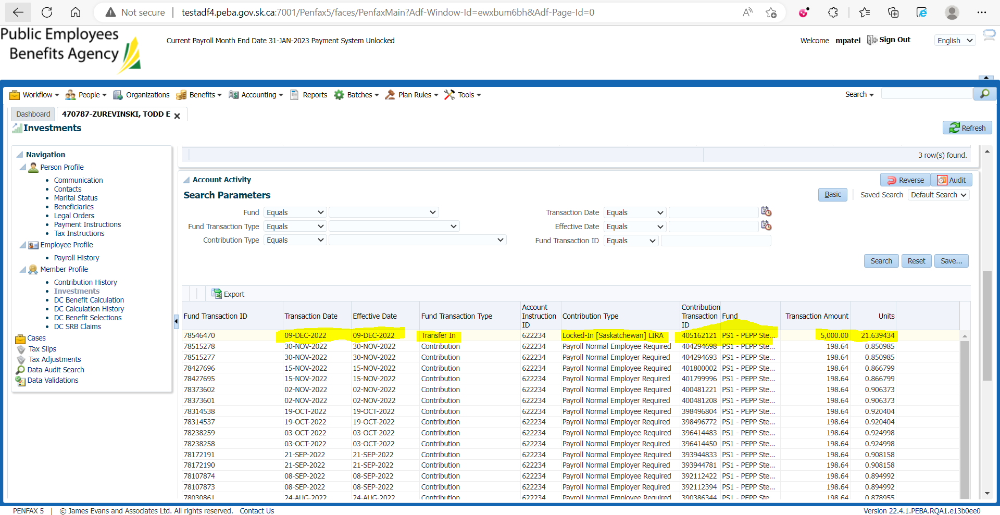 Not secure | testadf4.peba.gov.sk.ca:7001/Penfax5/faces/PenfaxMain?Adf-Window-Id=ewxbum6bh&Adf-Page-Id=0
Public Employees
Benefits Agency
Current Payroll Month End Date 31-JAN-2023 Payment System Unlocked
Welcome mpatel Sign Out English
Workflow People Organizations Benefits Accounting Reports Batches Plan Rules Tools Search
Dashboard 470787-ZUREVINSKI, TODD E
Investments
Refresh
Navigation
Person Profile
Communication
Contacts
Marital Status
Beneficiaries
Legal Orders
Payment Instructions
Tax Instructions
Employee Profile
Payroll History
Member Profile
Contribution History
Investments
DC Benefit Calculation
DC Calculation History
DC Benefit Selections
DC SRB Claims
Cases
Tax Slips
Tax Adjustments
Data Audit Search
Data Validations
3 row(s) found.
Account Activity
Reverse Audit
Search Parameters
Basic Saved Search Default Search
Fund Equals Transaction Date Equals
Fund Transaction Type Equals Effective Date Equals
Contribution Type Equals Fund Transaction ID Equals
Search Reset Save...
Export
Fund Transaction ID Transaction Date Effective Date Fund Transaction Type Account Instruction ID Contribution Type Contribution Transaction ID Fund Transaction Amount Units
78546470 09-DEC-2022 09-DEC-2022 Transfer In 622234 Locked-In [Saskatchewan] LIRA 405162121 PS1 - PEPP Ste... 5,000.00 21.639434
78515278 30-NOV-2022 30-NOV-2022 Contribution 622234 Payroll Normal Employee Required 404294698 PS1 - PEPP Ste... 198.64 0.850985
78515277 30-NOV-2022 30-NOV-2022 Contribution 622234 Payroll Normal Employer Required 404294693 PS1 - PEPP Ste... 198.64 0.850985
78427696 15-NOV-2022 15-NOV-2022 Contribution 622234 Payroll Normal Employee Required 401800002 PS1 - PEPP Ste... 198.64 0.866799
78427695 15-NOV-2022 15-NOV-2022 Contribution 622234 Payroll Normal Employer Required 401799996 PS1 - PEPP Ste... 198.64 0.866799
78373602 02-NOV-2022 02-NOV-2022 Contribution 622234 Payroll Normal Employee Required 400481221 PS1 - PEPP Ste... 198.64 0.906373
78373601 02-NOV-2022 02-NOV-2022 Contribution 622234 Payroll Normal Employer Required 400481208 PS1 - PEPP Ste... 198.64 0.906373
78314538 19-OCT-2022 19-OCT-2022 Contribution 622234 Payroll Normal Employee Required 398496804 PS1 - PEPP Ste... 198.64 0.920404
78314537 19-OCT-2022 19-OCT-2022 Contribution 622234 Payroll Normal Employer Required 398496772 PS1 - PEPP Ste... 198.64 0.920404
78238259 03-OCT-2022 03-OCT-2022 Contribution 622234 Payroll Normal Employee Required 396414483 PS1 - PEPP Ste... 198.64 0.924998
78238258 03-OCT-2022 03-OCT-2022 Contribution 622234 Payroll Normal Employer Required 396414450 PS1 - PEPP Ste... 198.64 0.924998
78172191 21-SEP-2022 21-SEP-2022 Contribution 622234 Payroll Normal Employee Required 393944833 PS1 - PEPP Ste... 198.64 0.908158
78172190 21-SEP-2022 21-SEP-2022 Contribution 622234 Payroll Normal Employer Required 393944781 PS1 - PEPP Ste... 198.64 0.908158
78107874 08-SEP-2022 08-SEP-2022 Contribution 622234 Payroll Normal Employee Required 392112422 PS1 - PEPP Ste... 198.64 0.894992
78107873 08-SEP-2022 08-SEP-2022 Contribution 622234 Payroll Normal Employer Required 392112394 PS1 - PEPP Ste... 198.64 0.894992
78030861 24-AUG-2022 24-AUG-2022 Contribution 622234 Payroll Normal Employee Required 390386344 PS1 - PEPP Ste... 198.64 0.878955
PENFAX 5 | © James Evans and Associates Ltd. All rights reserved. Contact Us Version 22.4.1.PEBA.RQA1.e13b0ee0